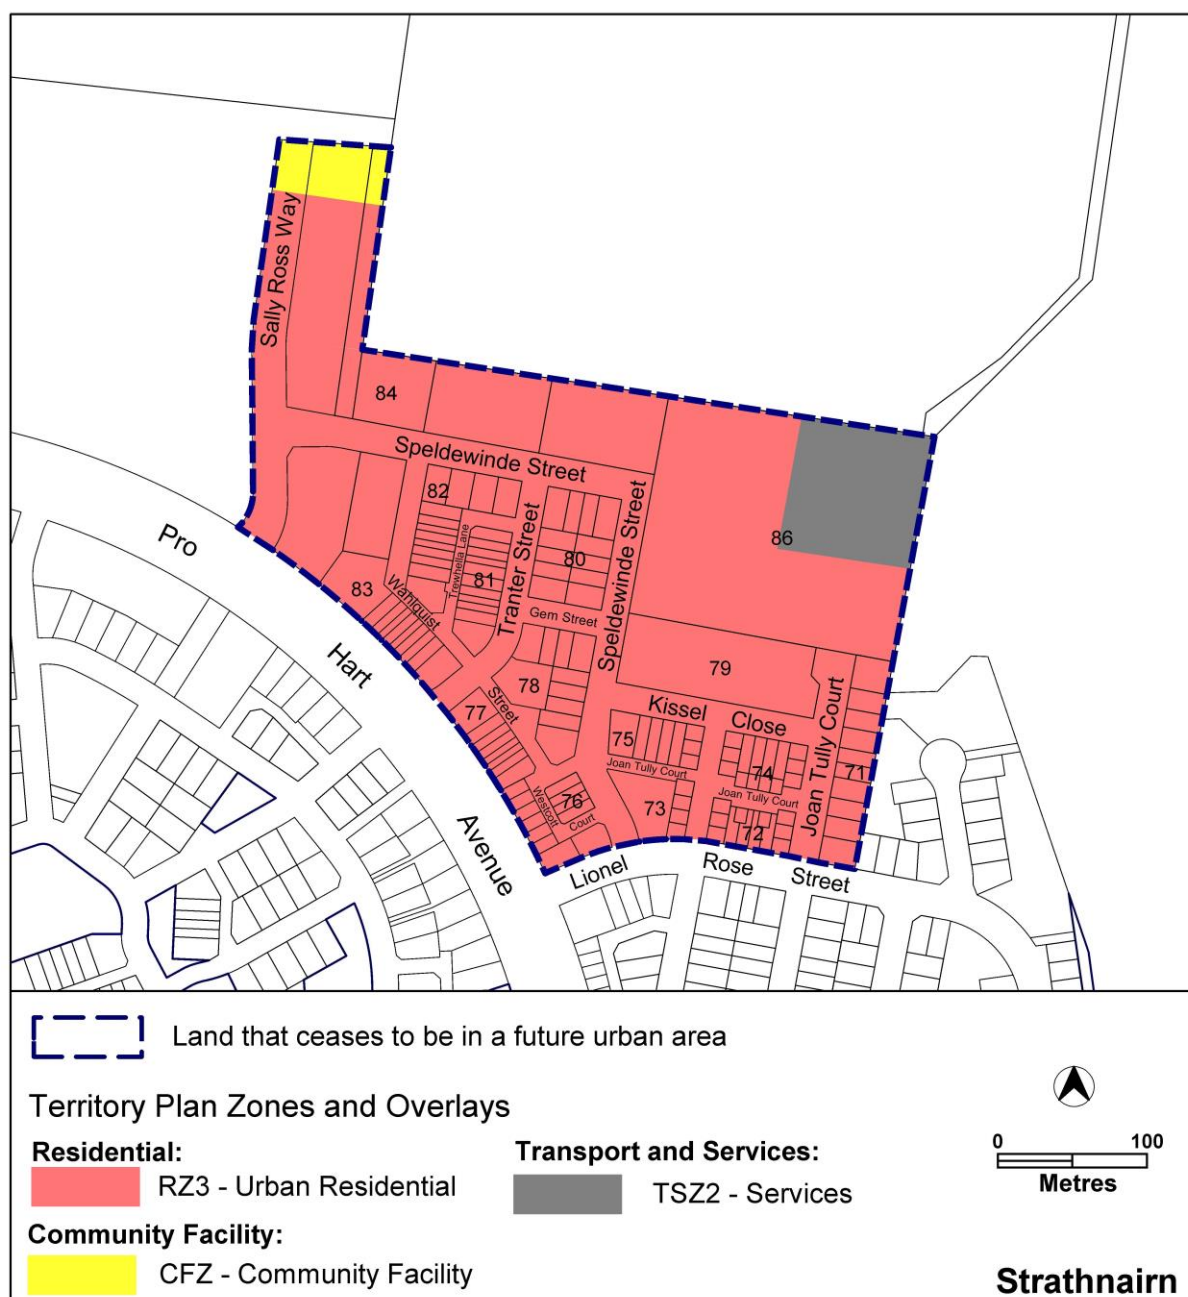 Sally Ross Way
84
Speldewinde Street
82
Trewhella Lane
81
Tranter Street
80
Speldewinde Street
86
Pro
Hart
Avenue
83
Wahlquist
Street
Gem Street
78
79
77
Kissel Close
75
Joan Tully Court
74
Joan Tully Court
Joan Tully Court
71
76
73
72
Westcott
Court
Lionel Rose Street
Land that ceases to be in a future urban area
Territory Plan Zones and Overlays
Residential:
RZ3 - Urban Residential
Transport and Services:
TSZ2 - Services
Community Facility:
CFZ - Community Facility
0 100
Metres
Strathnairn